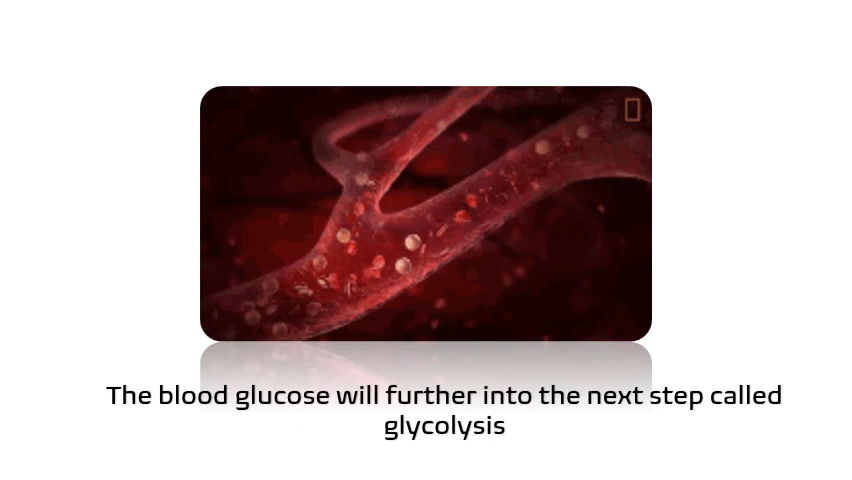 The blood glucose will further into the next step called
glycolysis